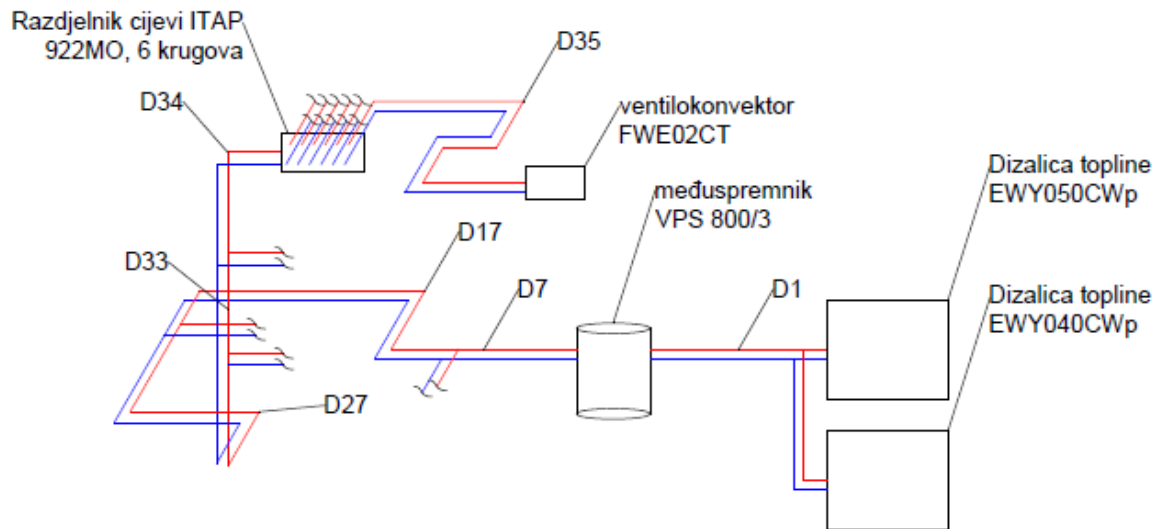 Razdjelnik cijevi ITAP
922MO, 6 krugova
D35
D34
ventilokonvektor
FWE02CT
Dizalica topline
EWY050CWp
međuspremnik
VPS 800/3
D17
D33
D7
D1
Dizalica topline
EWY040CWp
D27